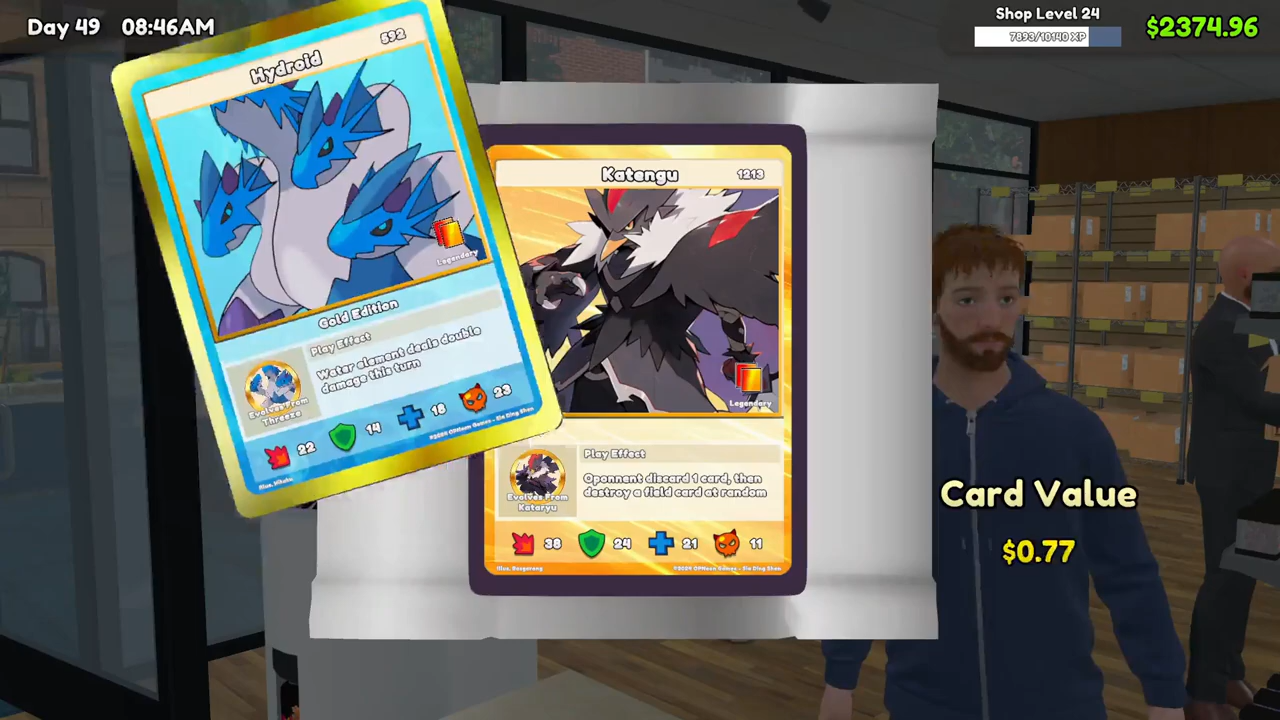 Day 49 08:46AM
Shop Level 24
7893/10140 XP
$2374.96
Hydroid
592
Legendary
Gold Edition
Play Effect
Water element deals double
damage this turn
Evolves From
Threeze
22
14
18
23
Katengu
1213
Legendary
Play Effect
Oponnent discard 1 card, then
destroy a field card at random
Evolves From
Kataryu
38
24
21
11
Card Value
$0.77